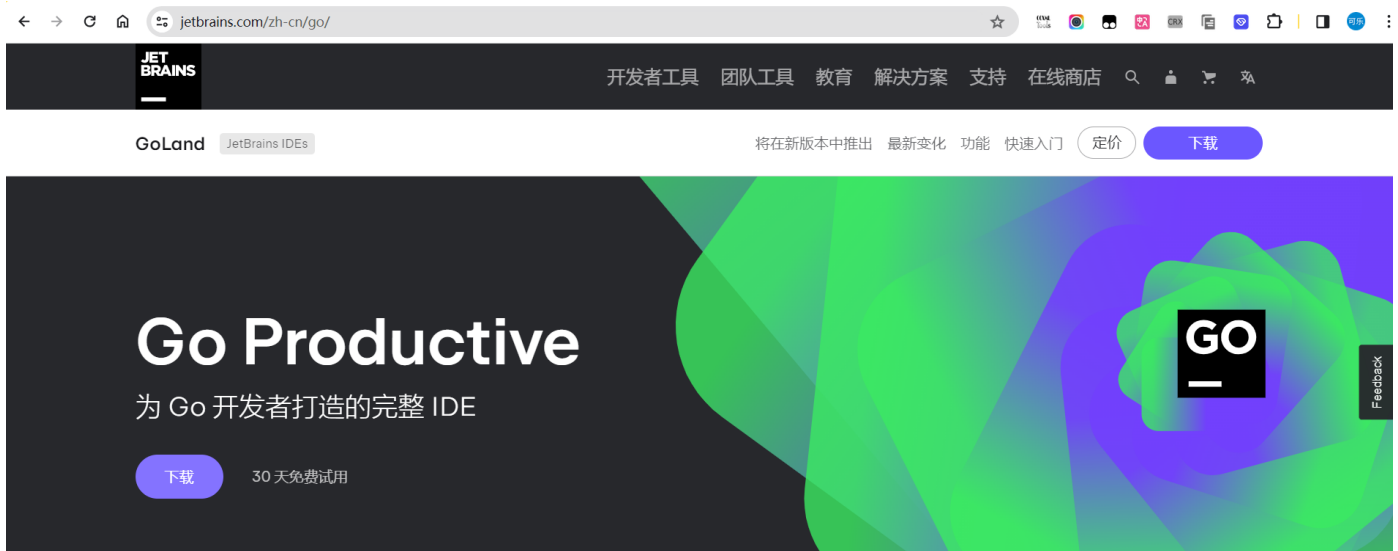 jetbrains.com/zh-cn/go/
CRX
可乐
JET
BRAINS
开发者工具 团队工具 教育 解决方案 支持 在线商店
GoLand JetBrains IDEs 将在新版本中推出 最新变化 功能 快速入门 定价 下载
Go Productive
为 Go 开发者打造的完整 IDE
下载 30 天免费试用
GO
Feedback